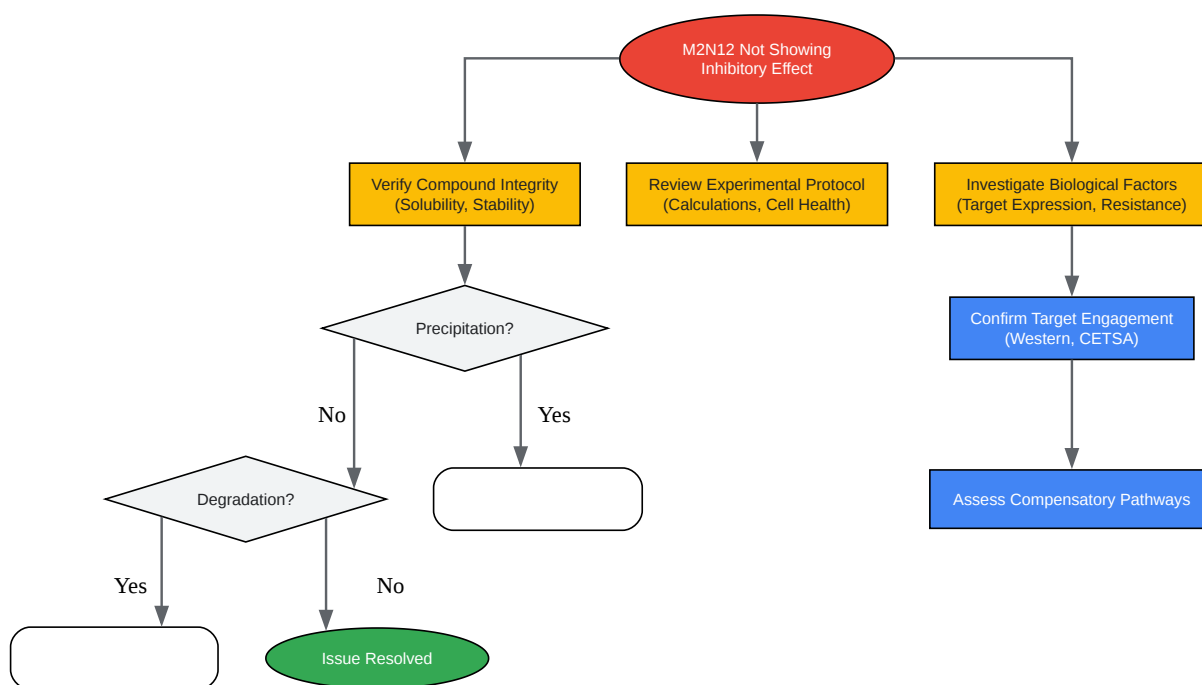 M2N12 Not Showing
Inhibitory Effect
Verify Compound Integrity
(Solubility, Stability)
Review Experimental Protocol
(Calculations, Cell Health)
Investigate Biological Factors
(Target Expression, Resistance)
Precipitation?
Confirm Target Engagement
(Western, CETSA)
No
Yes
Degradation?
Assess Compensatory Pathways
Yes
No
Issue Resolved